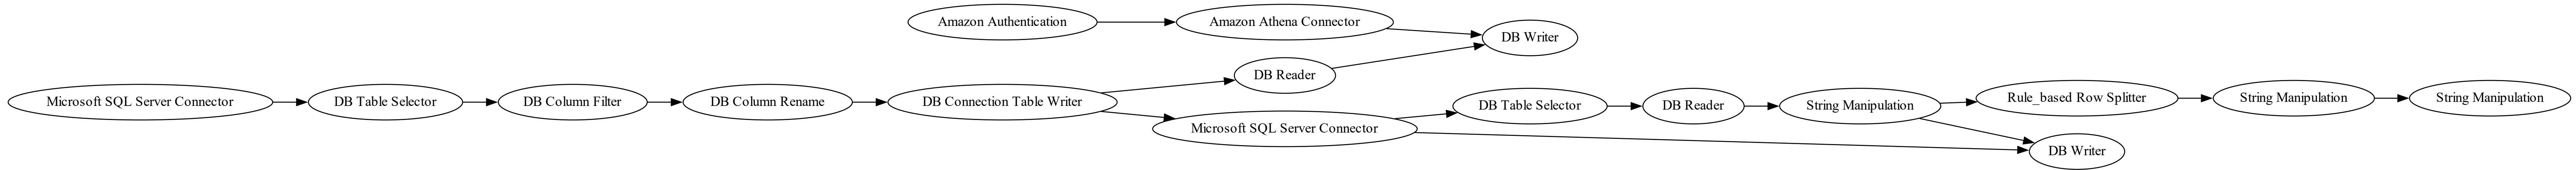 Amazon Authentication
Amazon Athena Connector
DB Writer
DB Reader
Microsoft SQL Server Connector
DB Table Selector
DB Column Filter
DB Column Rename
DB Connection Table Writer
Microsoft SQL Server Connector
DB Table Selector
DB Reader
String Manipulation
Rule_based Row Splitter
String Manipulation
String Manipulation
DB Writer